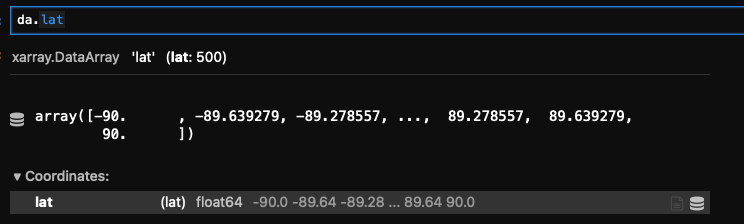 da.lat
xarray.DataArray 'lat' (lat: 500)
array([-90.      , -89.639279, -89.278557, ...,  89.278557,  89.639279,
        90.      ])
▼ Coordinates:
lat (lat) float64 -90.0 -89.64 -89.28 ... 89.64 90.0